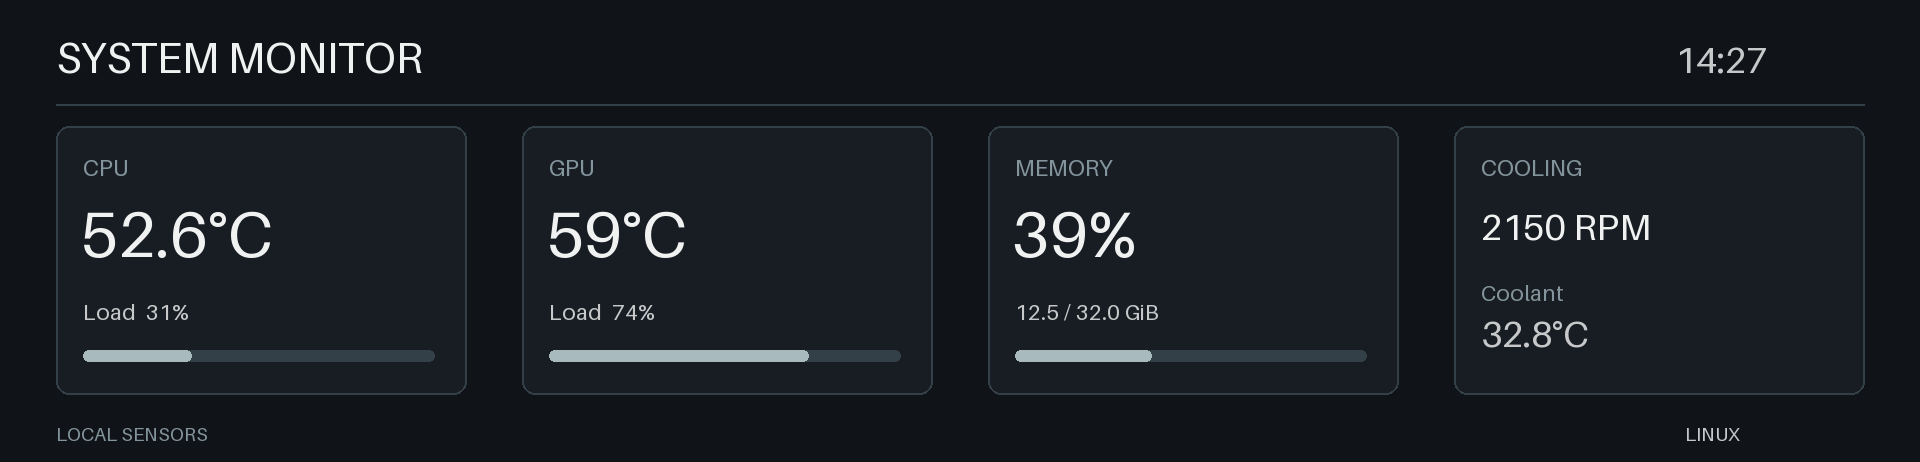 SYSTEM MONITOR
14:27
CPU
52.6°C
Load 31%
GPU
59°C
Load 74%
MEMORY
39%
12.5 / 32.0 GiB
COOLING
2150 RPM
Coolant
32.8°C
LOCAL SENSORS
LINUX